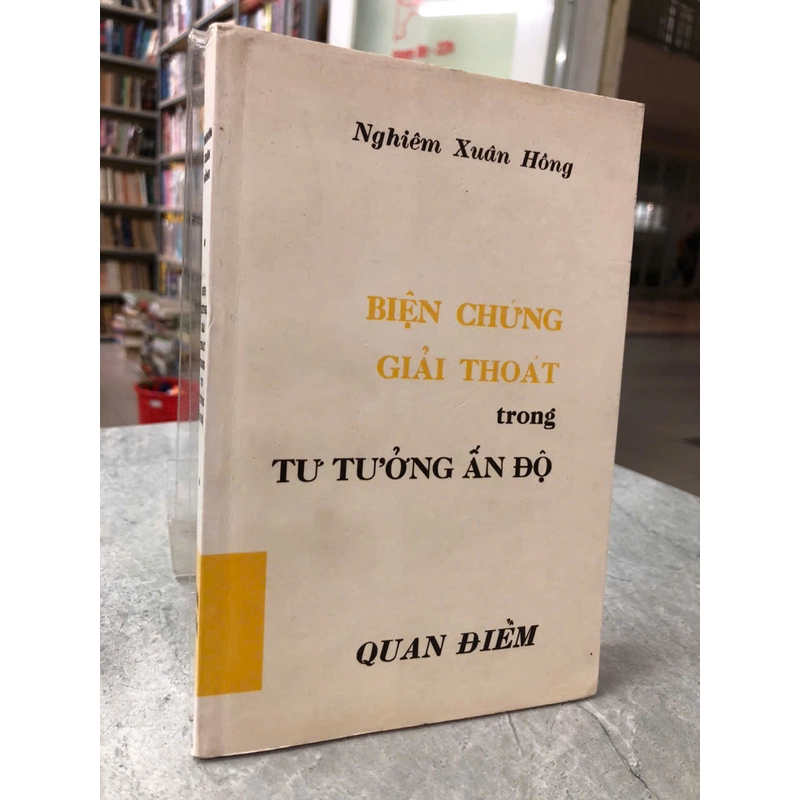 Nghiêm Xuân Hồng
BIỆN CHỨNG
GIẢI THOÁT
trong
TƯ TƯỞNG ẤN ĐỘ
QUAN ĐIỂM